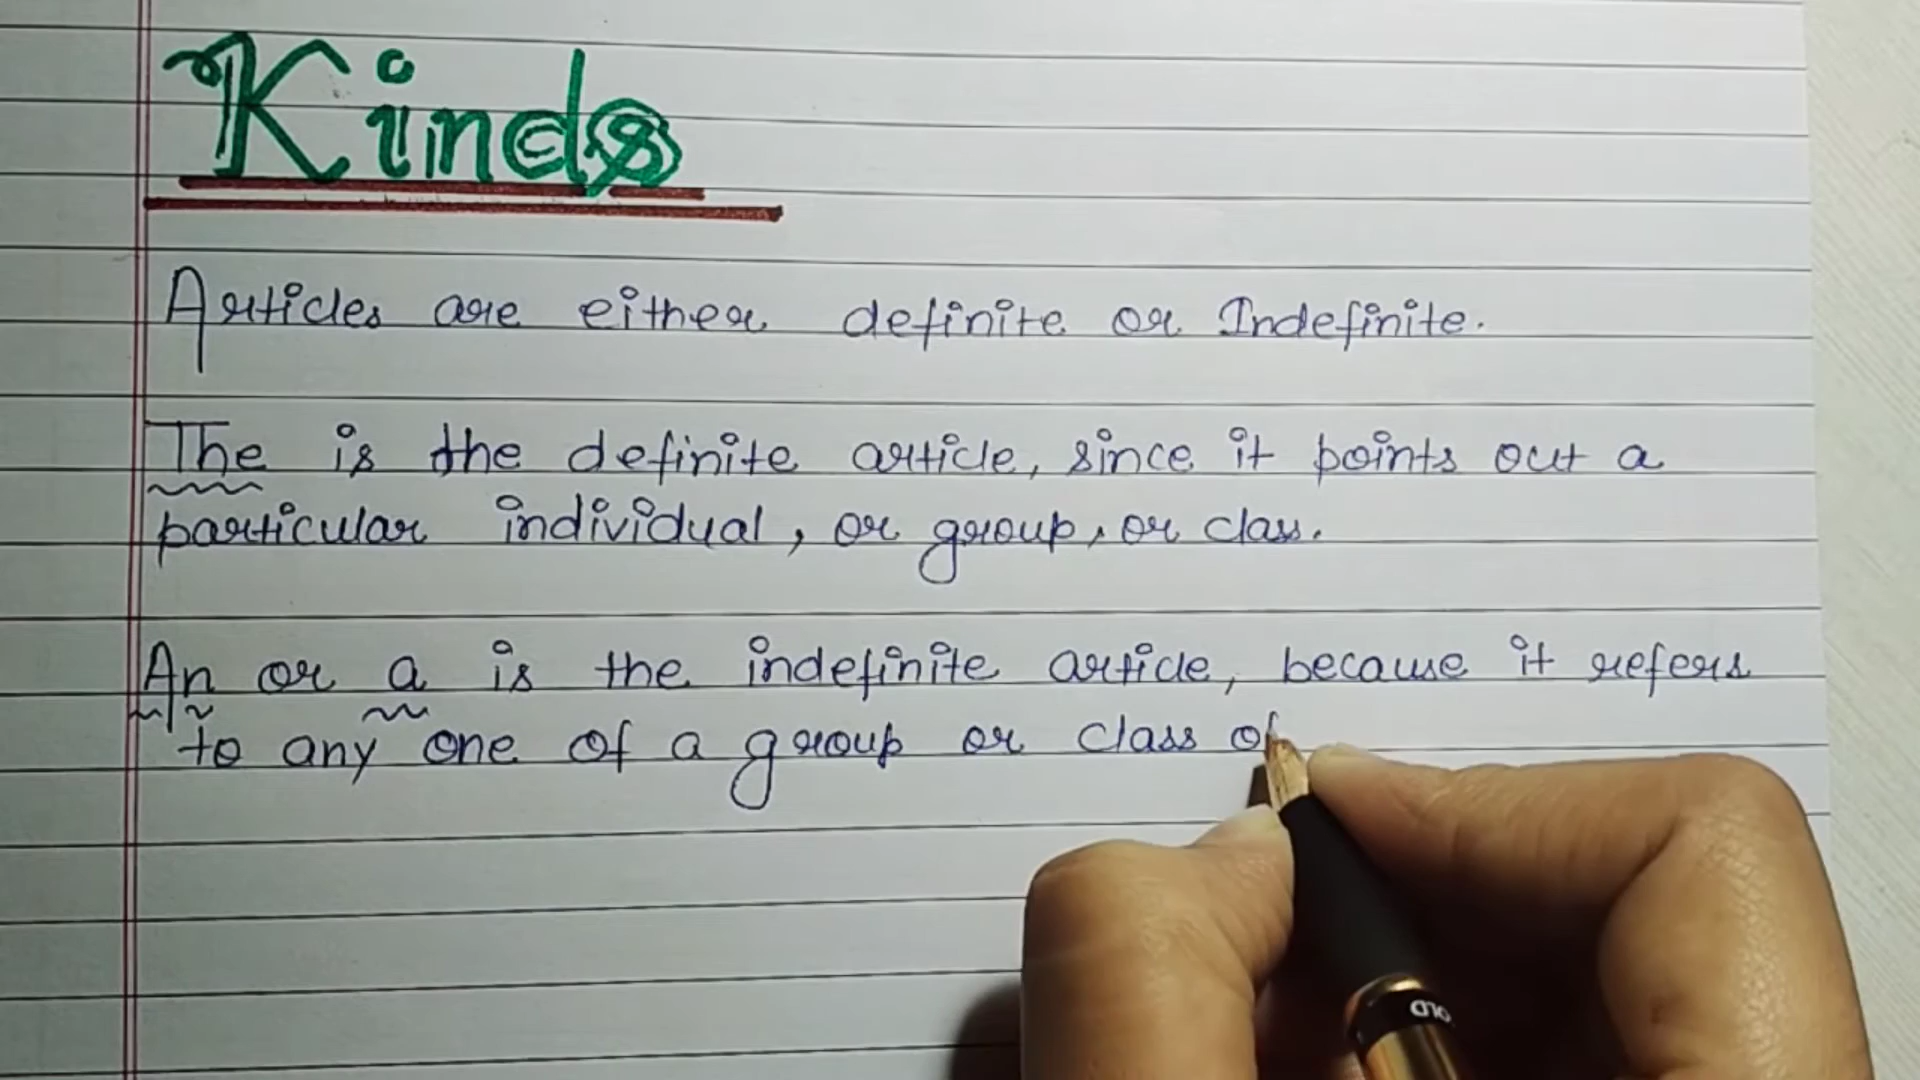 Kinds
Articles are either definite or Indefinite.
The is the definite article, since it points out a
particular individual, or group, or class.
An or a is the indefinite article, because it refers
to any one of a group or class of
OLD